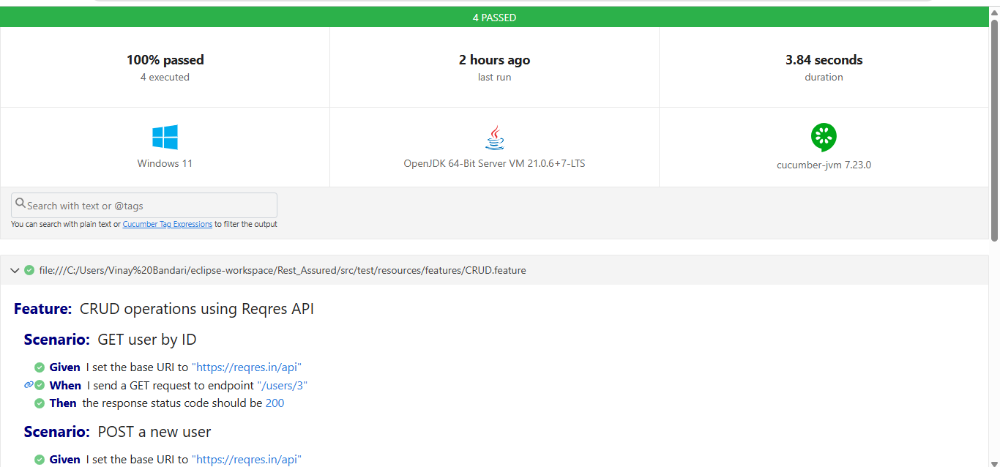 4 PASSED
100% passed
4 executed
2 hours ago
last run
3.84 seconds
duration
Windows 11
OpenJDK 64-Bit Server VM 21.0.6+7-LTS
cucumber-jvm 7.23.0
Search with text or @tags
You can search with plain text or Cucumber Tag Expressions to filter the output
file:///C:/Users/Vinay%20Bandari/eclipse-workspace/Rest_Assured/src/test/resources/features/CRUD.feature
Feature: CRUD operations using Reqres API
Scenario: GET user by ID
Given I set the base URI to "https://reqres.in/api"
When I send a GET request to endpoint "/users/3"
Then the response status code should be 200
Scenario: POST a new user
Given I set the base URI to "https://reqres.in/api"